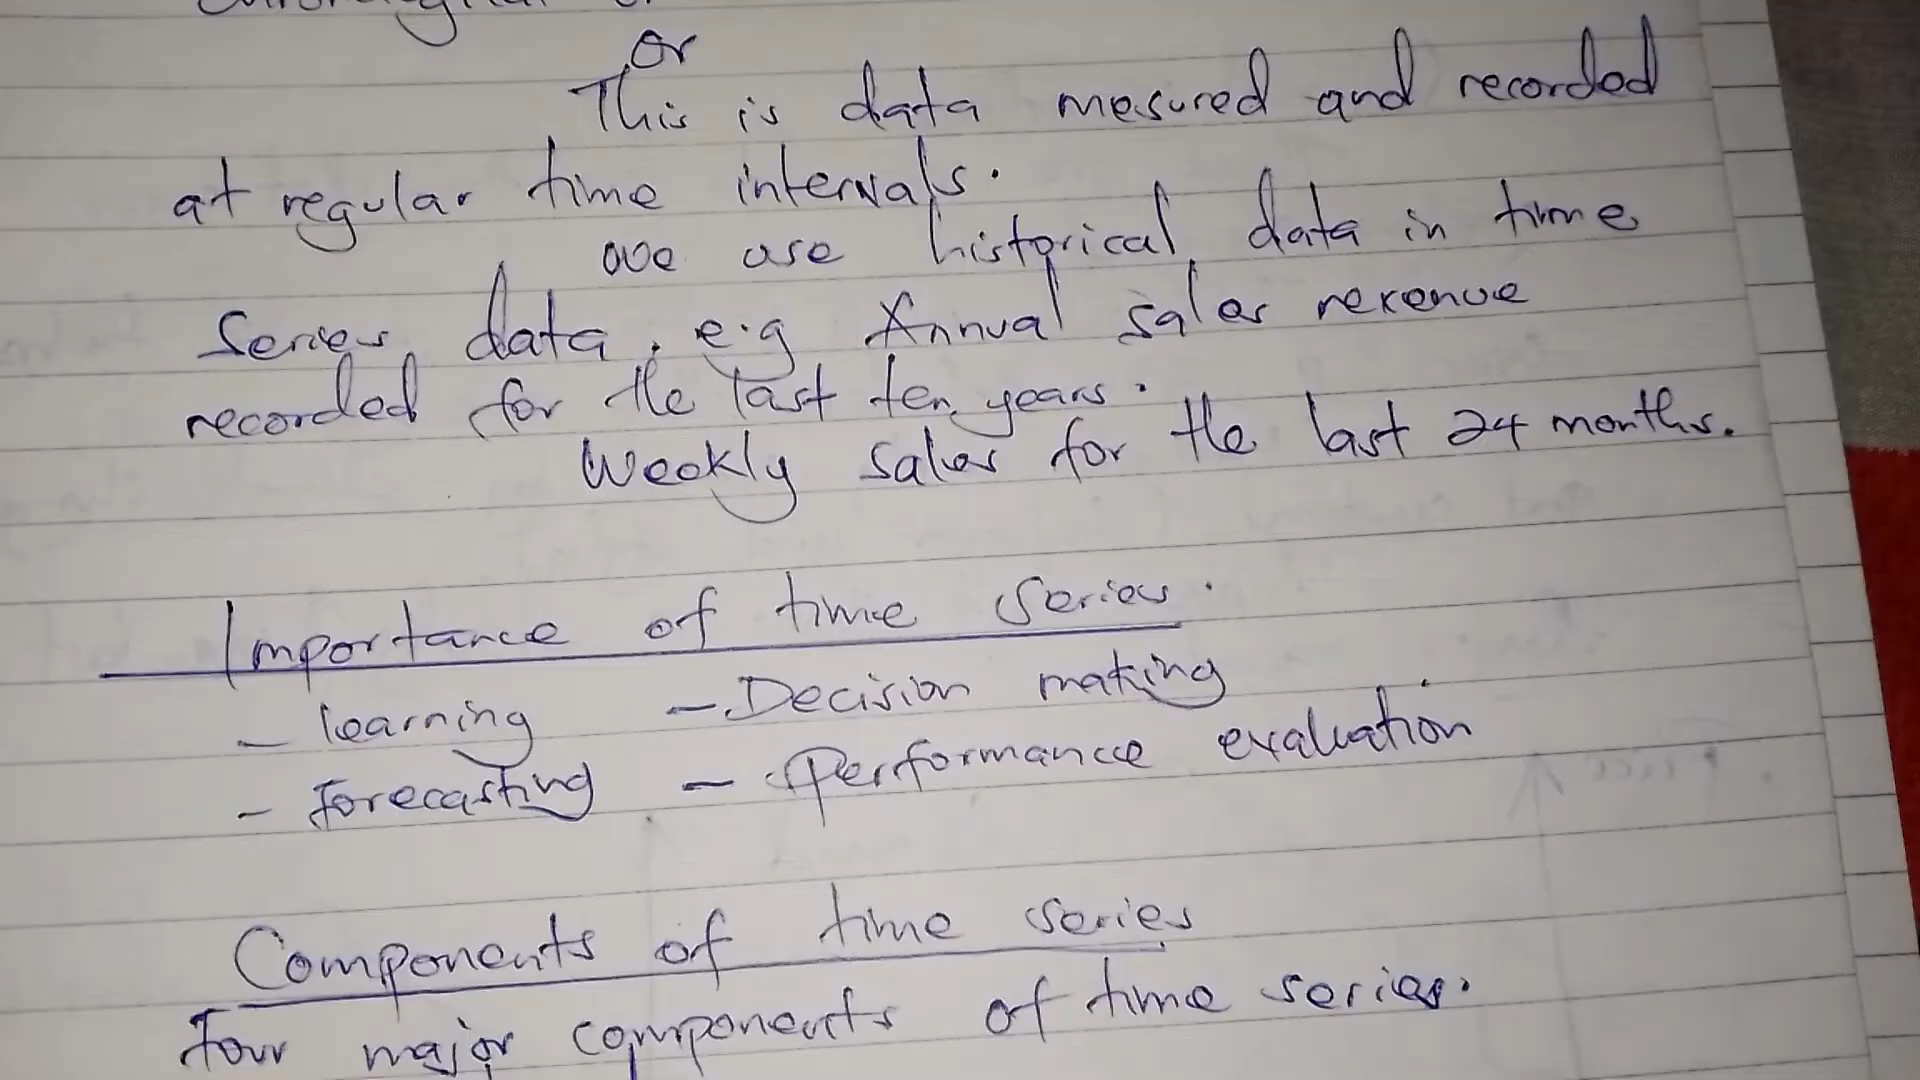 or
This is data mesured and recorded
at regular time intervals.
we use historical data in time
Series data. e.g Annual sales revenue
recorded for the last ten years.
Weekly sales for the last 24 months.
Importance of time series.
- learning - Decision making
- Forecasting - Performance evaluation
Components of time series
Four major components of time series.